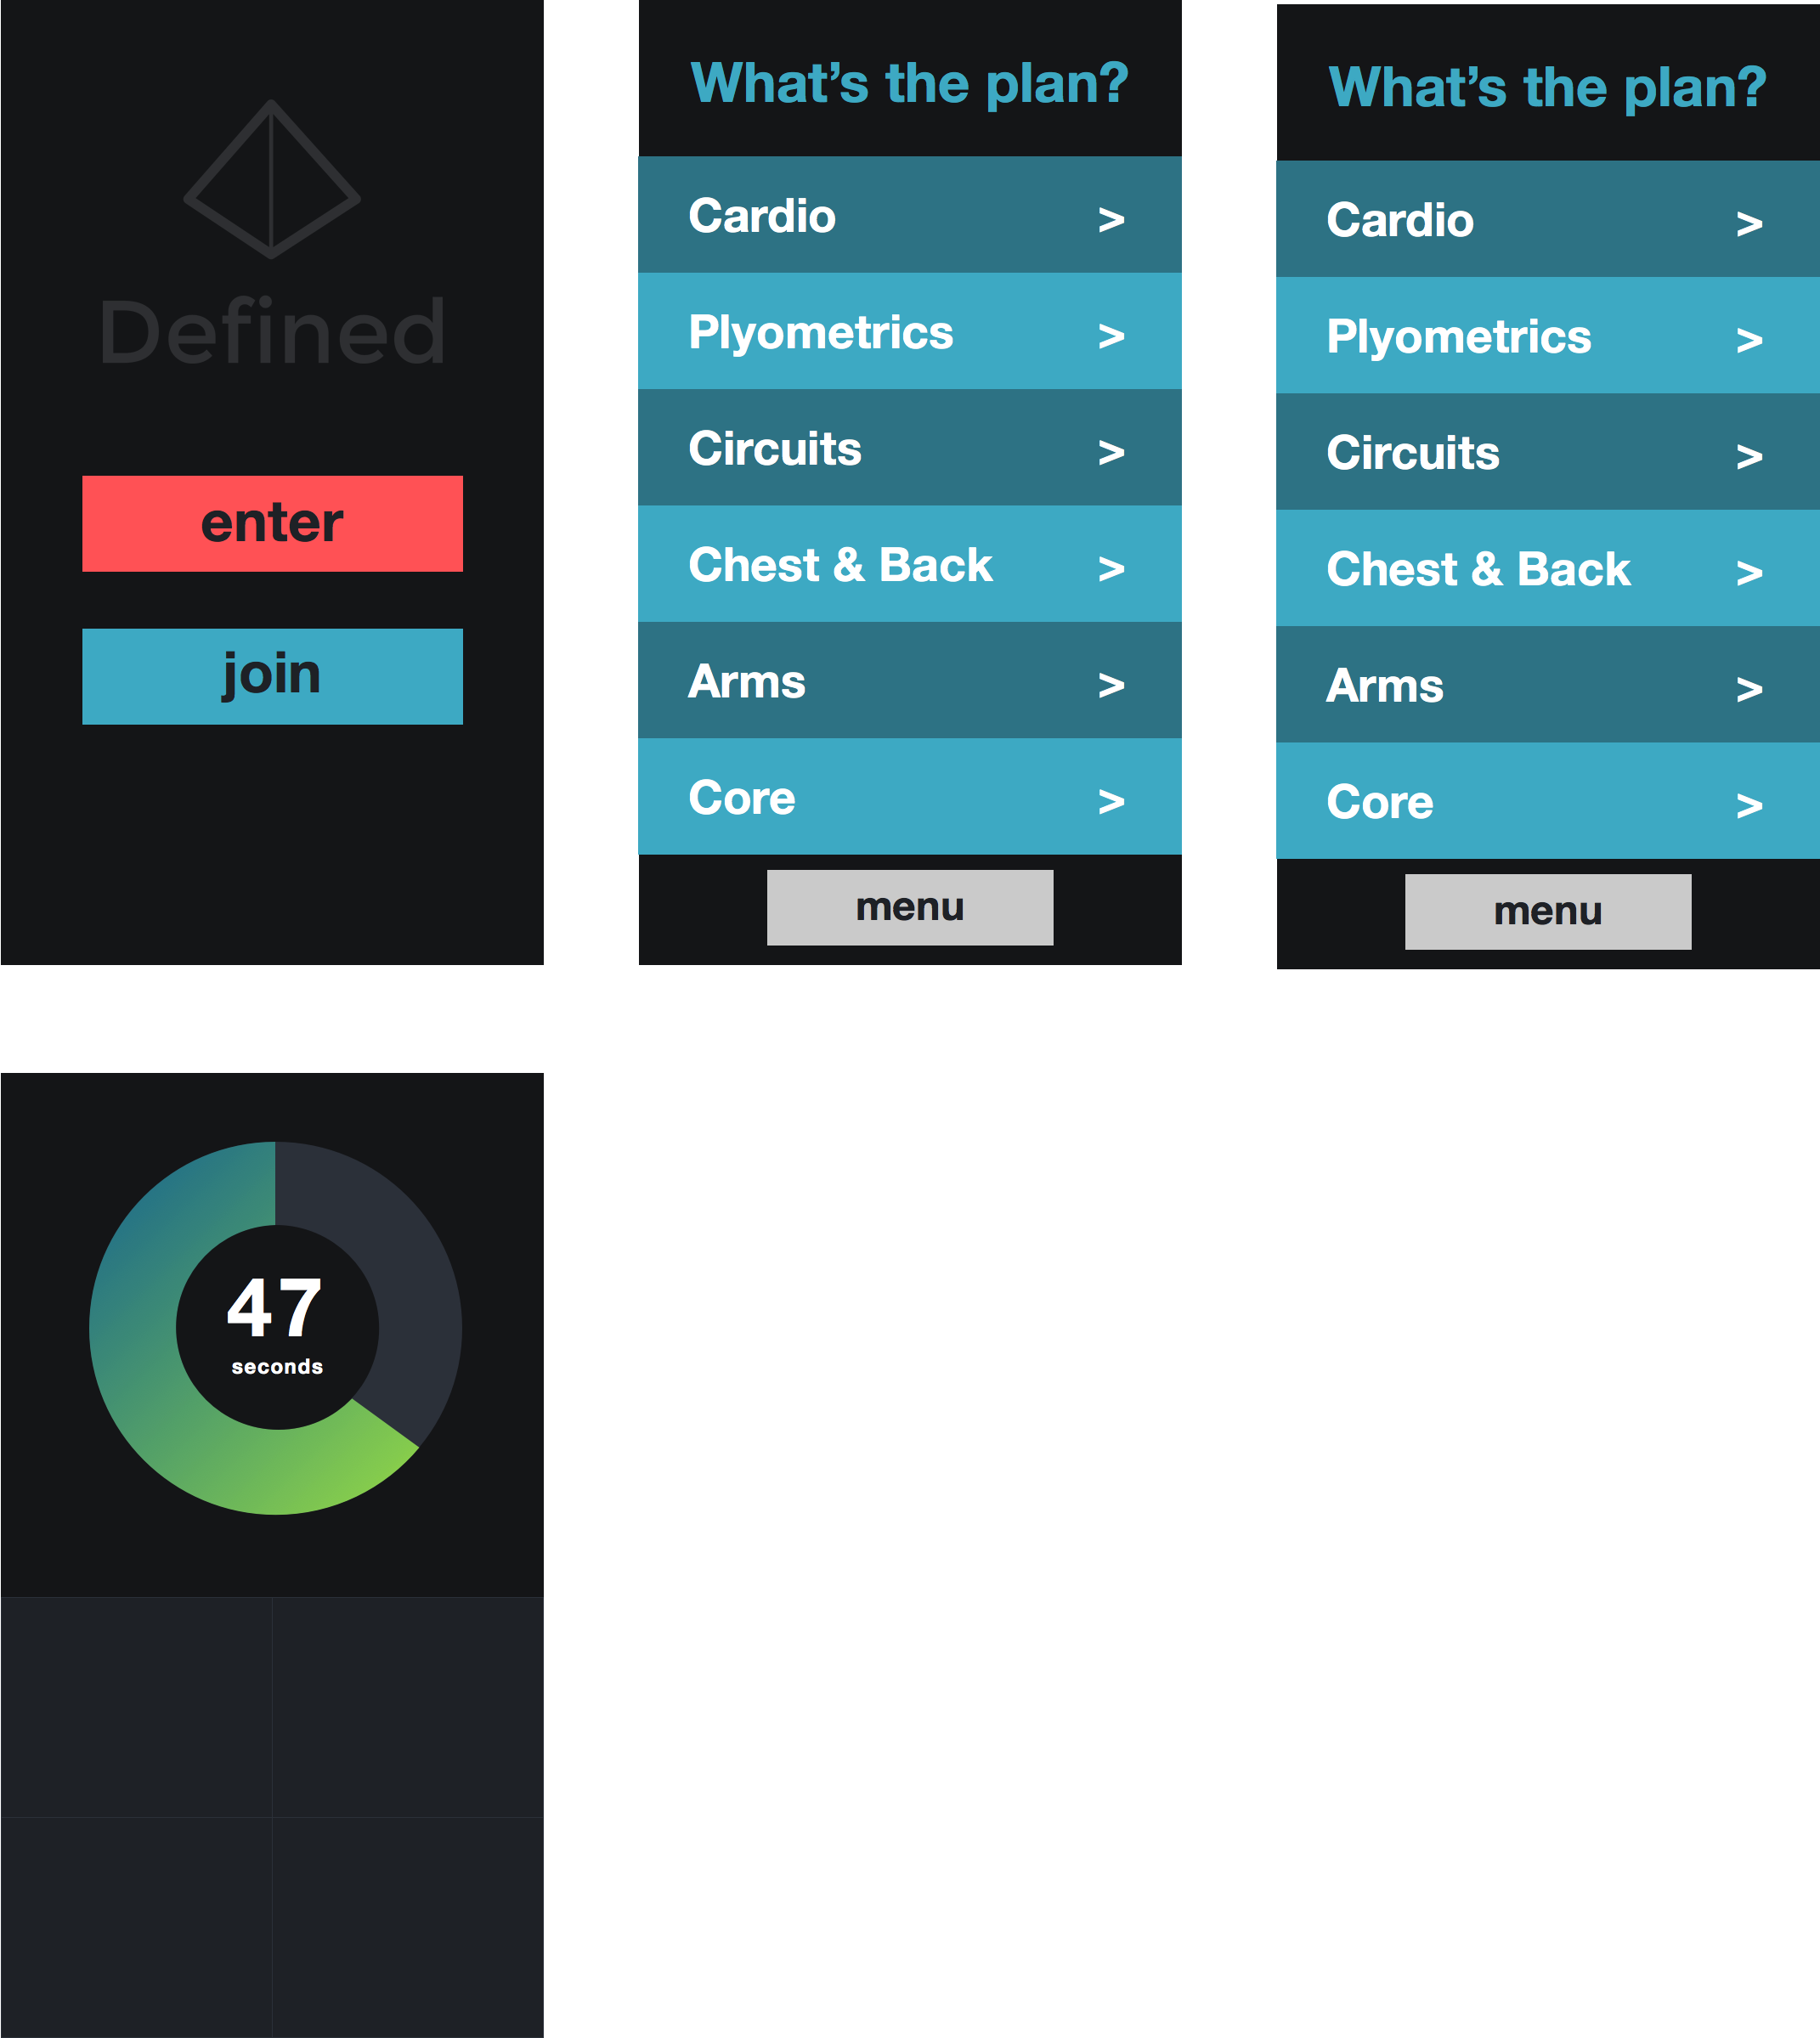 Defined
enter
join
What's the plan?
Cardio >
Plyometrics >
Circuits >
Chest & Back >
Arms >
Core >
menu
What's the plan?
Cardio >
Plyometrics >
Circuits >
Chest & Back >
Arms >
Core >
menu
47
seconds